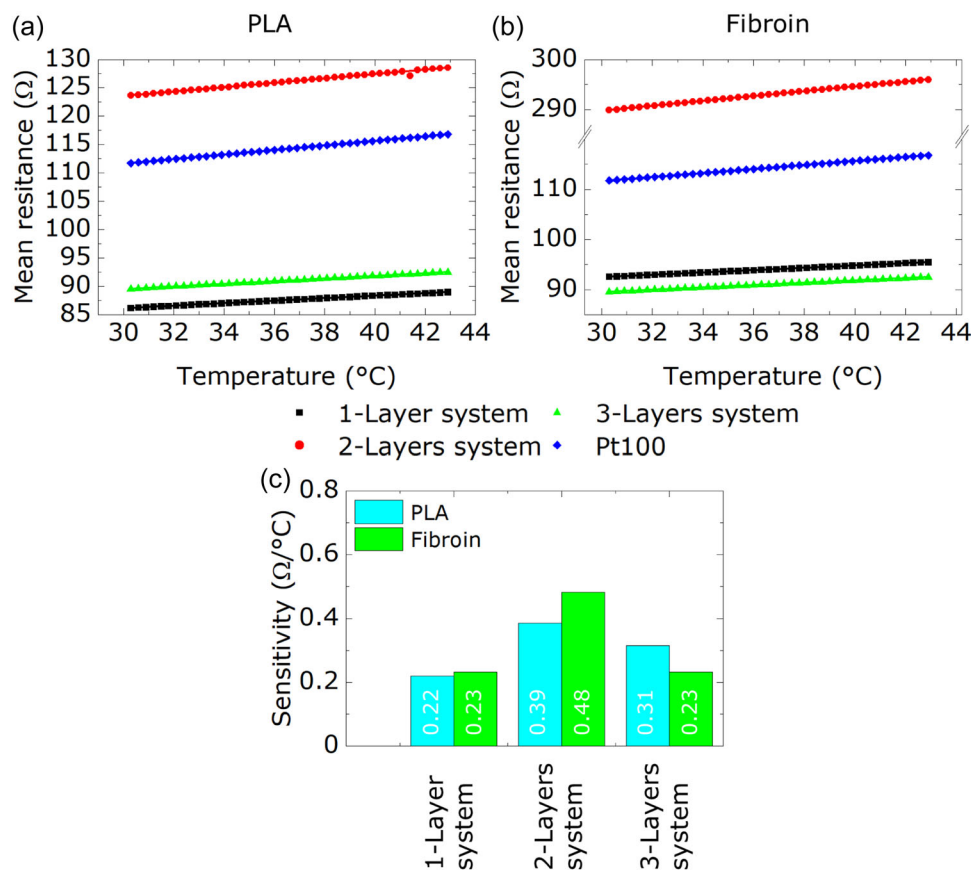 (a) PLA
Mean resitance (Ω)
130
125
120
115
110
105
100
95
90
85
30 32 34 36 38 40 42 44
Temperature (°C)
(b) Fibroin
Mean resitance (Ω)
300
290
110
100
90
30 32 34 36 38 40 42 44
Temperature (°C)
1-Layer system
3-Layers system
2-Layers system
Pt100
(c)
Sensitivity (Ω/°C)
0.8
0.6
0.4
0.2
0
PLA
Fibroin
0.22
0.23
0.39
0.48
0.31
0.23
1-Layer
system
2-Layers
system
3-Layers
system